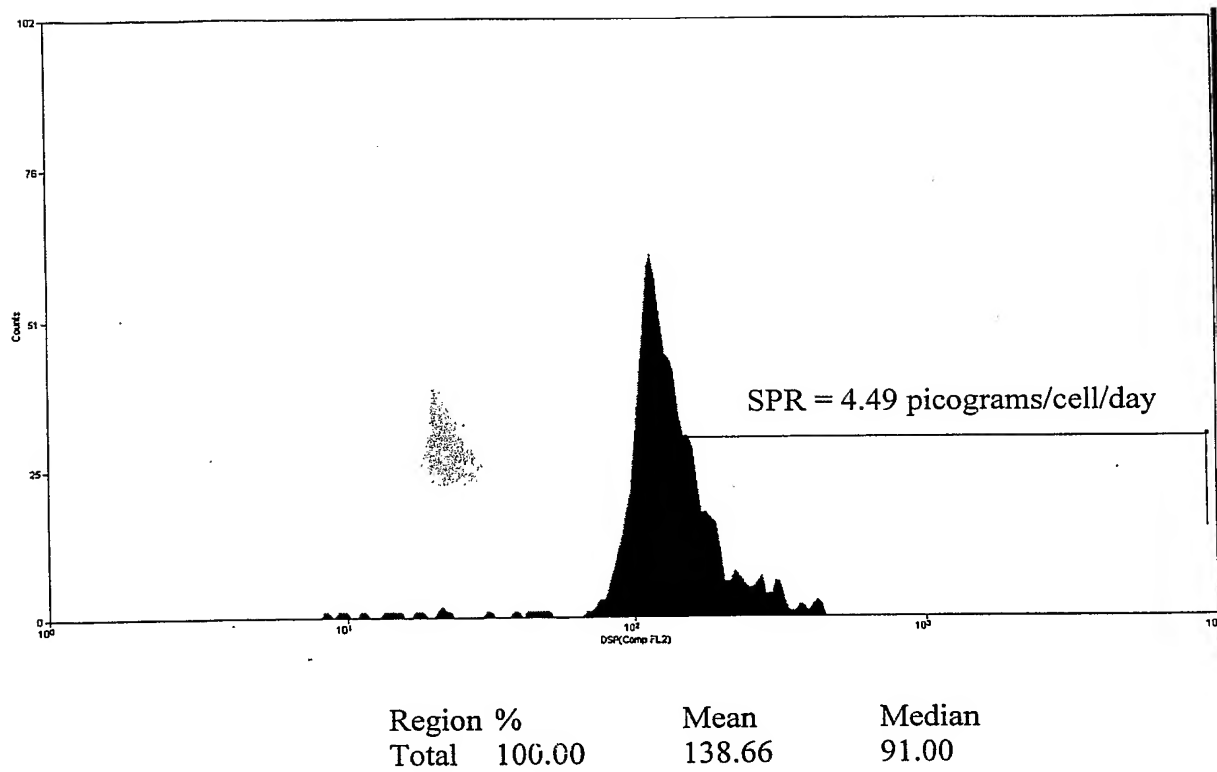 102
76
Counts
51
SPR = 4.49 picograms/cell/day
25
0
10⁰ 10¹ 10² 10³ 10
DSP(Comp FL2)
Region % Mean Median
Total 100.00 138.66 91.00